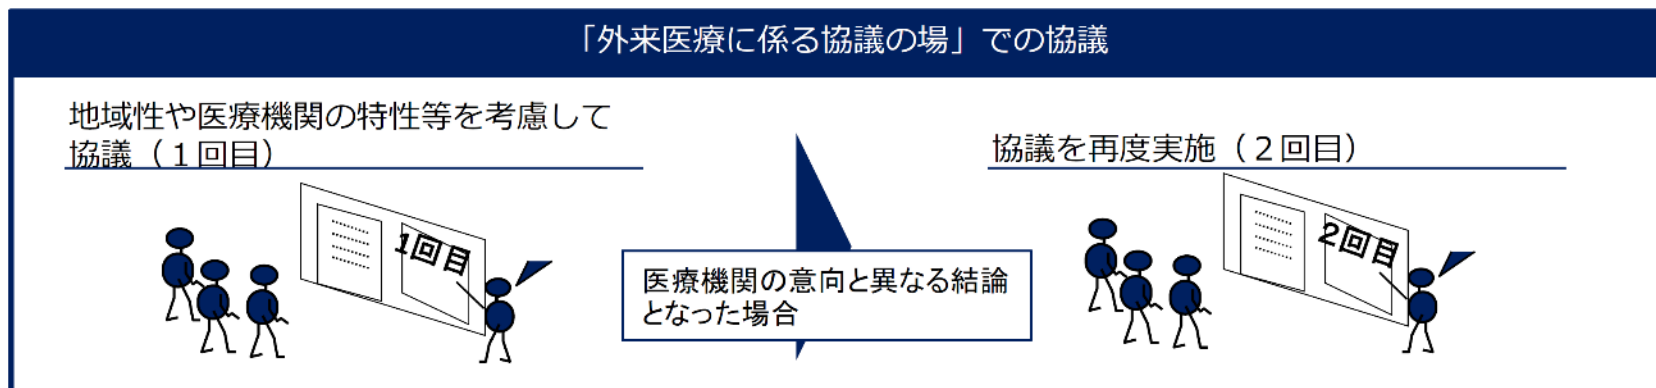 「外来医療に係る協議の場」での協議
地域性や医療機関の特性等を考慮して
協議（１回目）
1回目
医療機関の意向と異なる結論
となった場合
協議を再度実施（２回目）
2回目